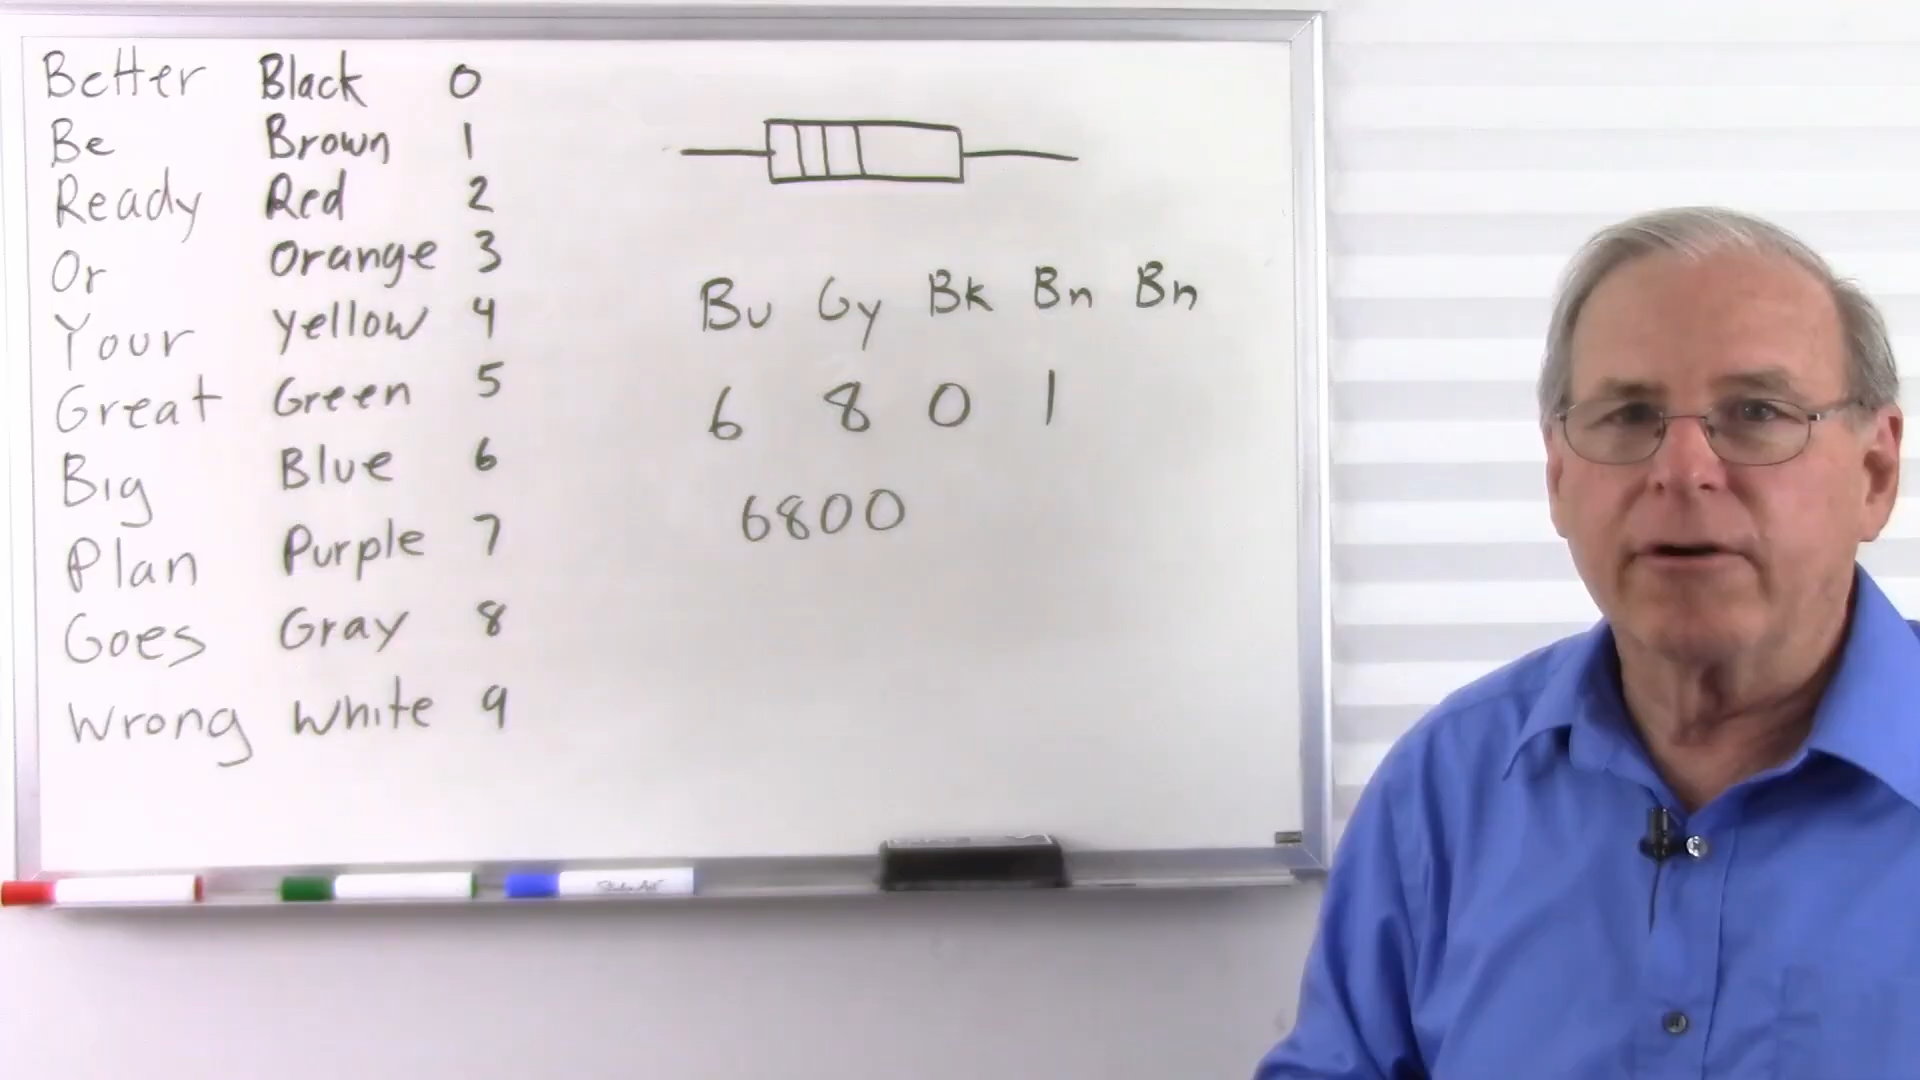 Better Black 0
Be Brown 1
Ready Red 2
Or Orange 3
Your Yellow 4
Great Green 5
Big Blue 6
Plan Purple 7
Goes Gray 8
Wrong White 9
Bu Gy Bk Bn Bn
6 8 0 1
6800